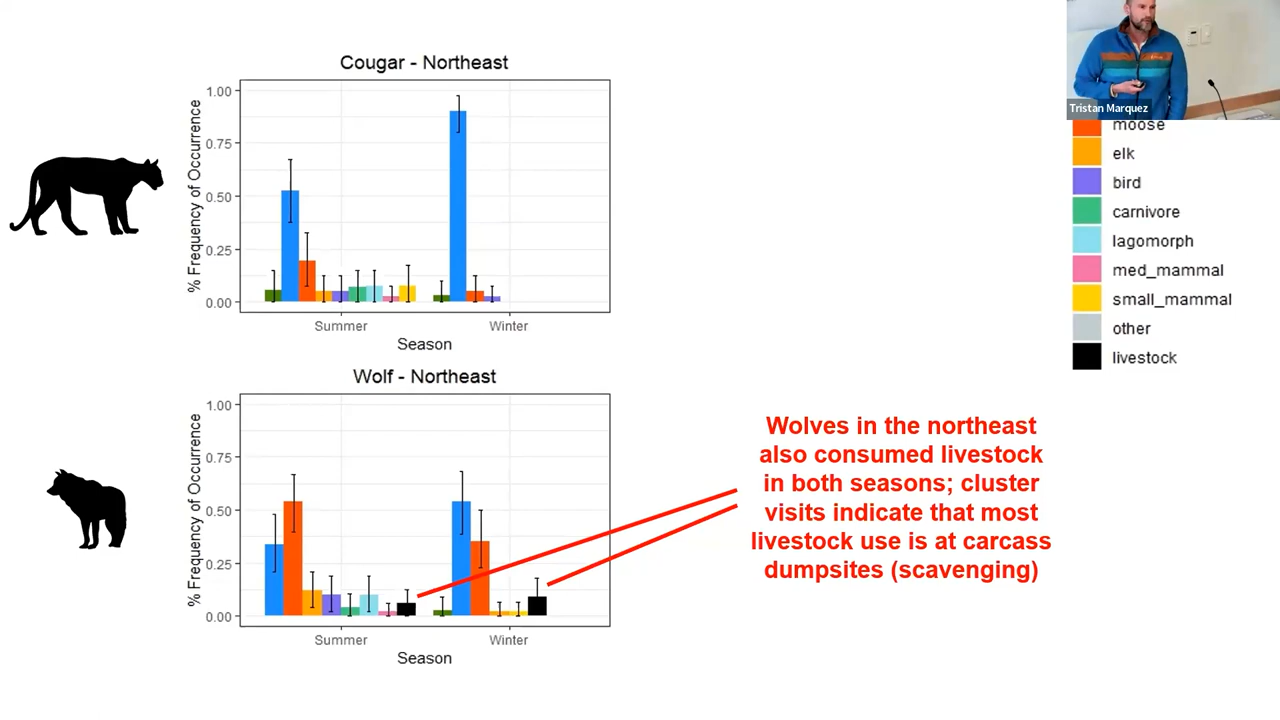 Cougar - Northeast
% Frequency of Occurrence
1.00
0.75
0.50
0.25
0.00
Summer
Winter
Season
Wolf - Northeast
% Frequency of Occurrence
1.00
0.75
0.50
0.25
0.00
Summer
Winter
Season
Wolves in the northeast
also consumed livestock
in both seasons; cluster
visits indicate that most
livestock use is at carcass
dumpsites (scavenging)
Tristan Marquez
moose
elk
bird
carnivore
lagomorph
med_mammal
small_mammal
other
livestock